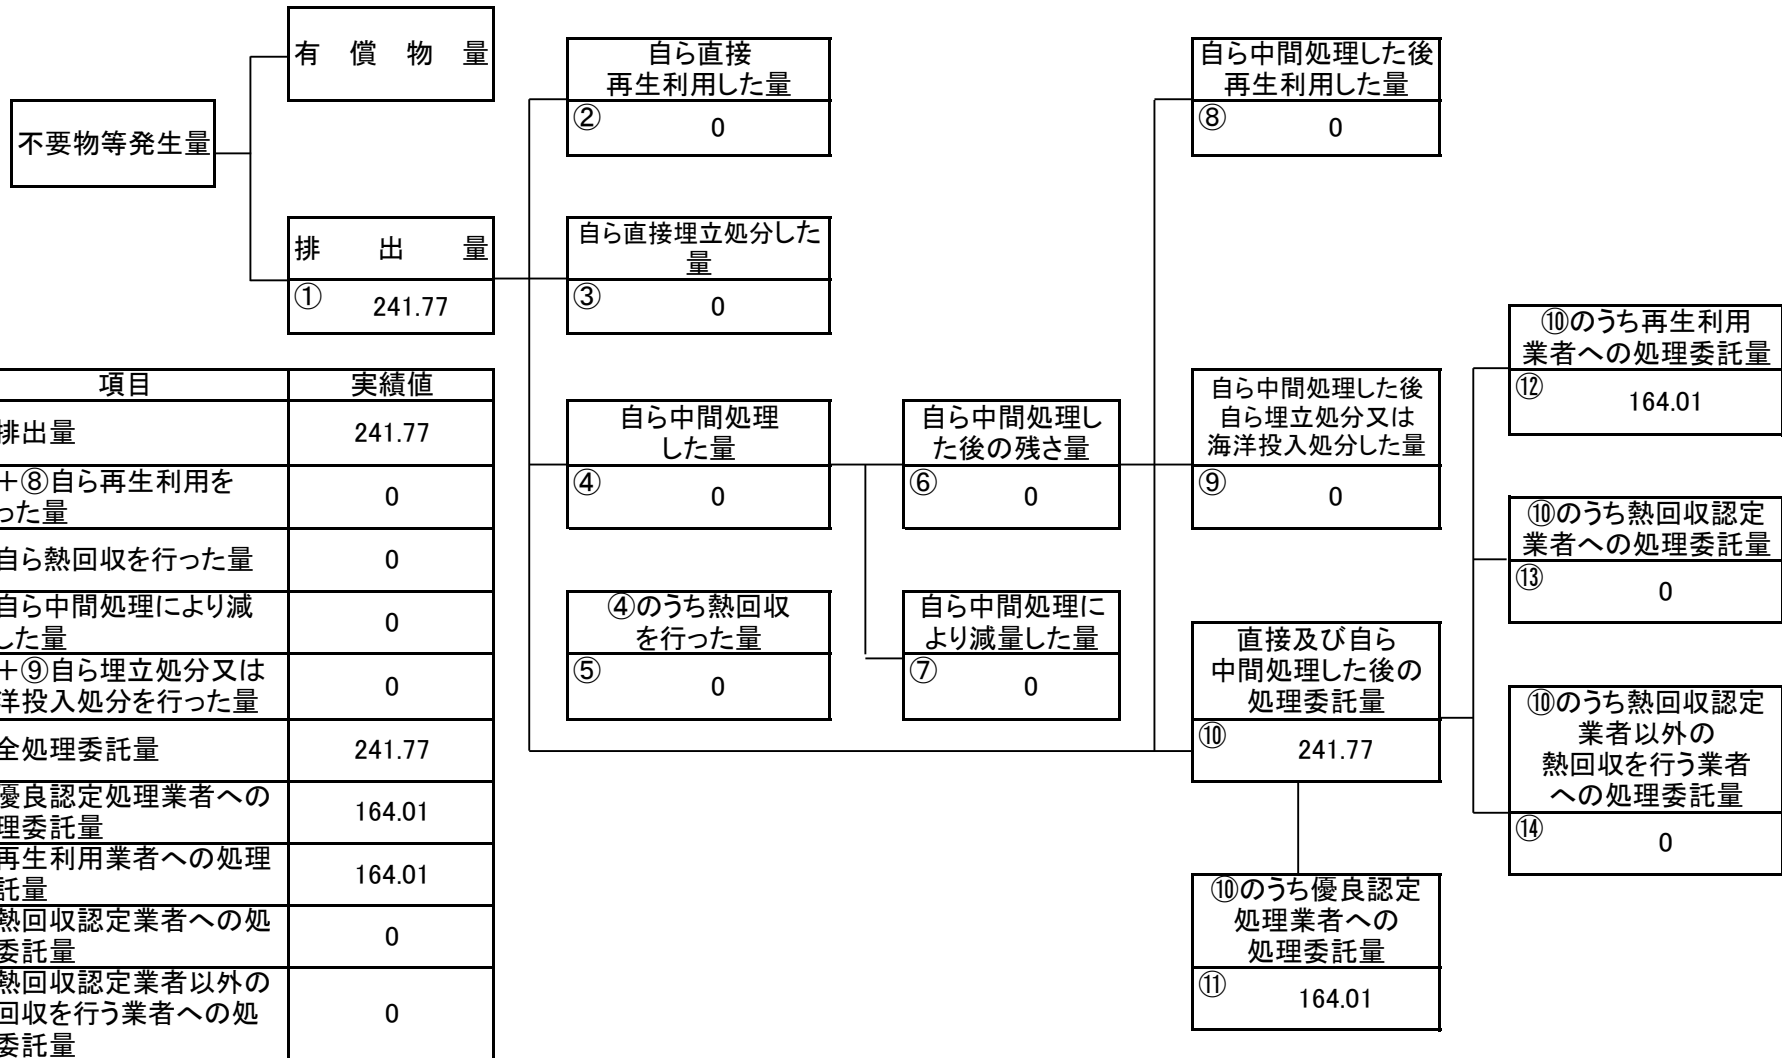 有償物量
不要物等発生量
排出量
① 241.77
自ら直接
再生利用した量
② 0
自ら直接埋立処分した
量
③ 0
自ら中間処理
した量
④ 0
④のうち熱回収
を行った量
⑤ 0
自ら中間処理し
た後の残さ量
⑥ 0
自ら中間処理に
より減量した量
⑦ 0
自ら中間処理した後
再生利用した量
⑧ 0
自ら中間処理した後
自ら埋立処分又は
海洋投入処分した量
⑨ 0
直接及び自ら
中間処理した後の
処理委託量
⑩ 241.77
⑩のうち優良認定
処理業者への
処理委託量
⑪ 164.01
⑩のうち再生利用
業者への処理委託量
⑫ 164.01
⑩のうち熱回収認定
業者への処理委託量
⑬ 0
⑩のうち熱回収認定
業者以外の
熱回収を行う業者
への処理委託量
⑭ 0
項目 実績値
排出量 241.77
+⑧自ら再生利用を
った量 0
自ら熱回収を行った量 0
自ら中間処理により減
した量 0
+⑨自ら埋立処分又は
洋投入処分を行った量 0
全処理委託量 241.77
優良認定処理業者への
理委託量 164.01
再生利用業者への処理
託量 164.01
熱回収認定業者への処
委託量 0
熱回収認定業者以外の
回収を行う業者への処
委託量 0